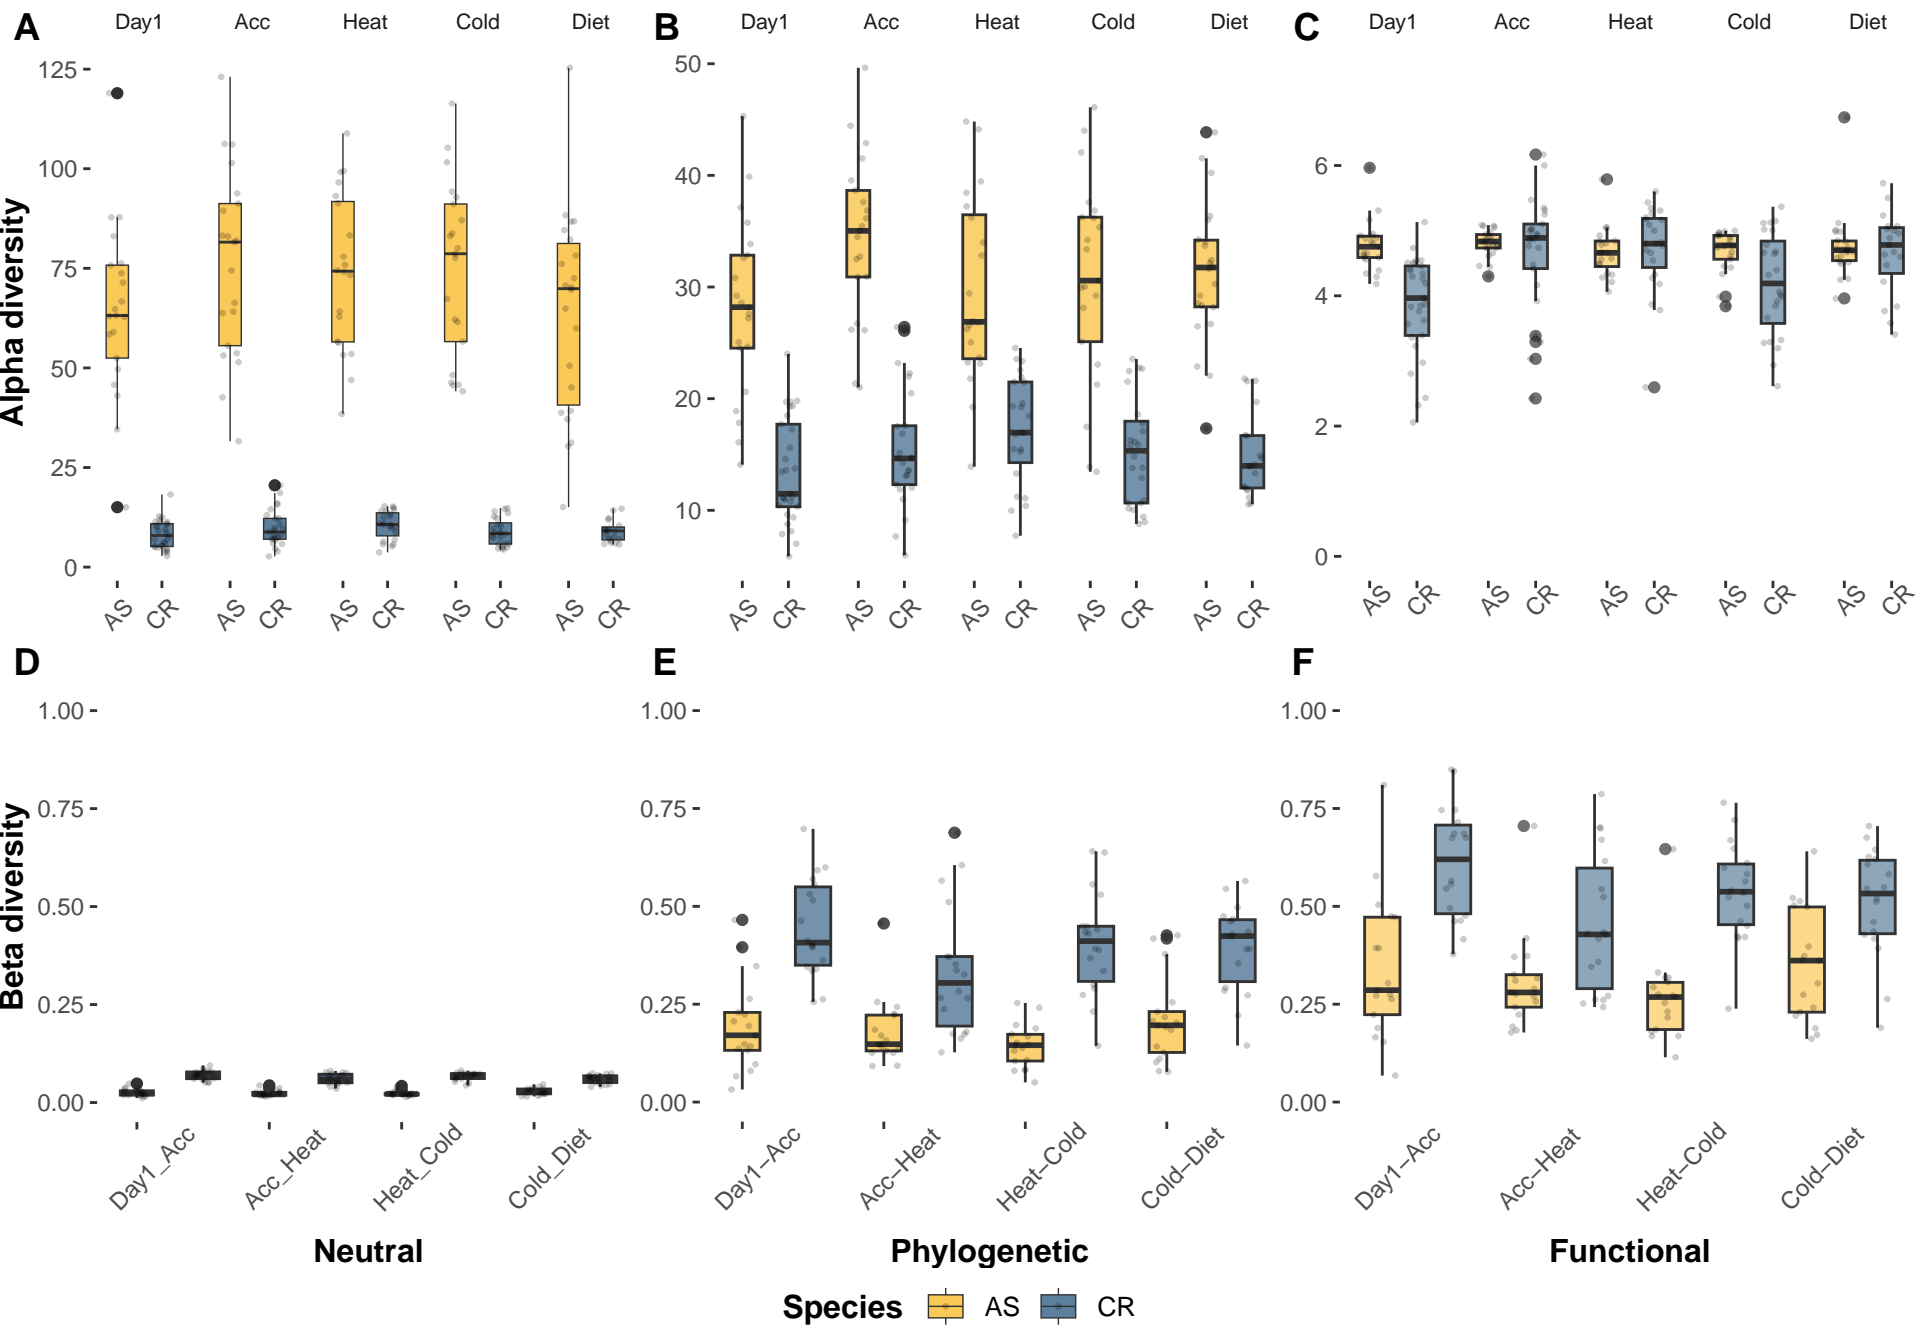 A Day1 Acc Heat Cold Diet B Day1 Acc Heat Cold Diet C Day1 Acc Heat Cold Diet
Alpha diversity
125
100
75
50
25
0
AS CR AS CR AS CR AS CR AS CR
50
40
30
20
10
AS CR AS CR AS CR AS CR AS CR
6
4
2
0
AS CR AS CR AS CR AS CR AS CR
D E F
Beta diversity
1.00
0.75
0.50
0.25
0.00
Day1_Acc Acc_Heat Heat_Cold Cold_Diet
1.00
0.75
0.50
0.25
0.00
Day1–Acc Acc–Heat Heat–Cold Cold–Diet
1.00
0.75
0.50
0.25
0.00
Day1–Acc Acc–Heat Heat–Cold Cold–Diet
Neutral Phylogenetic Functional
Species AS CR